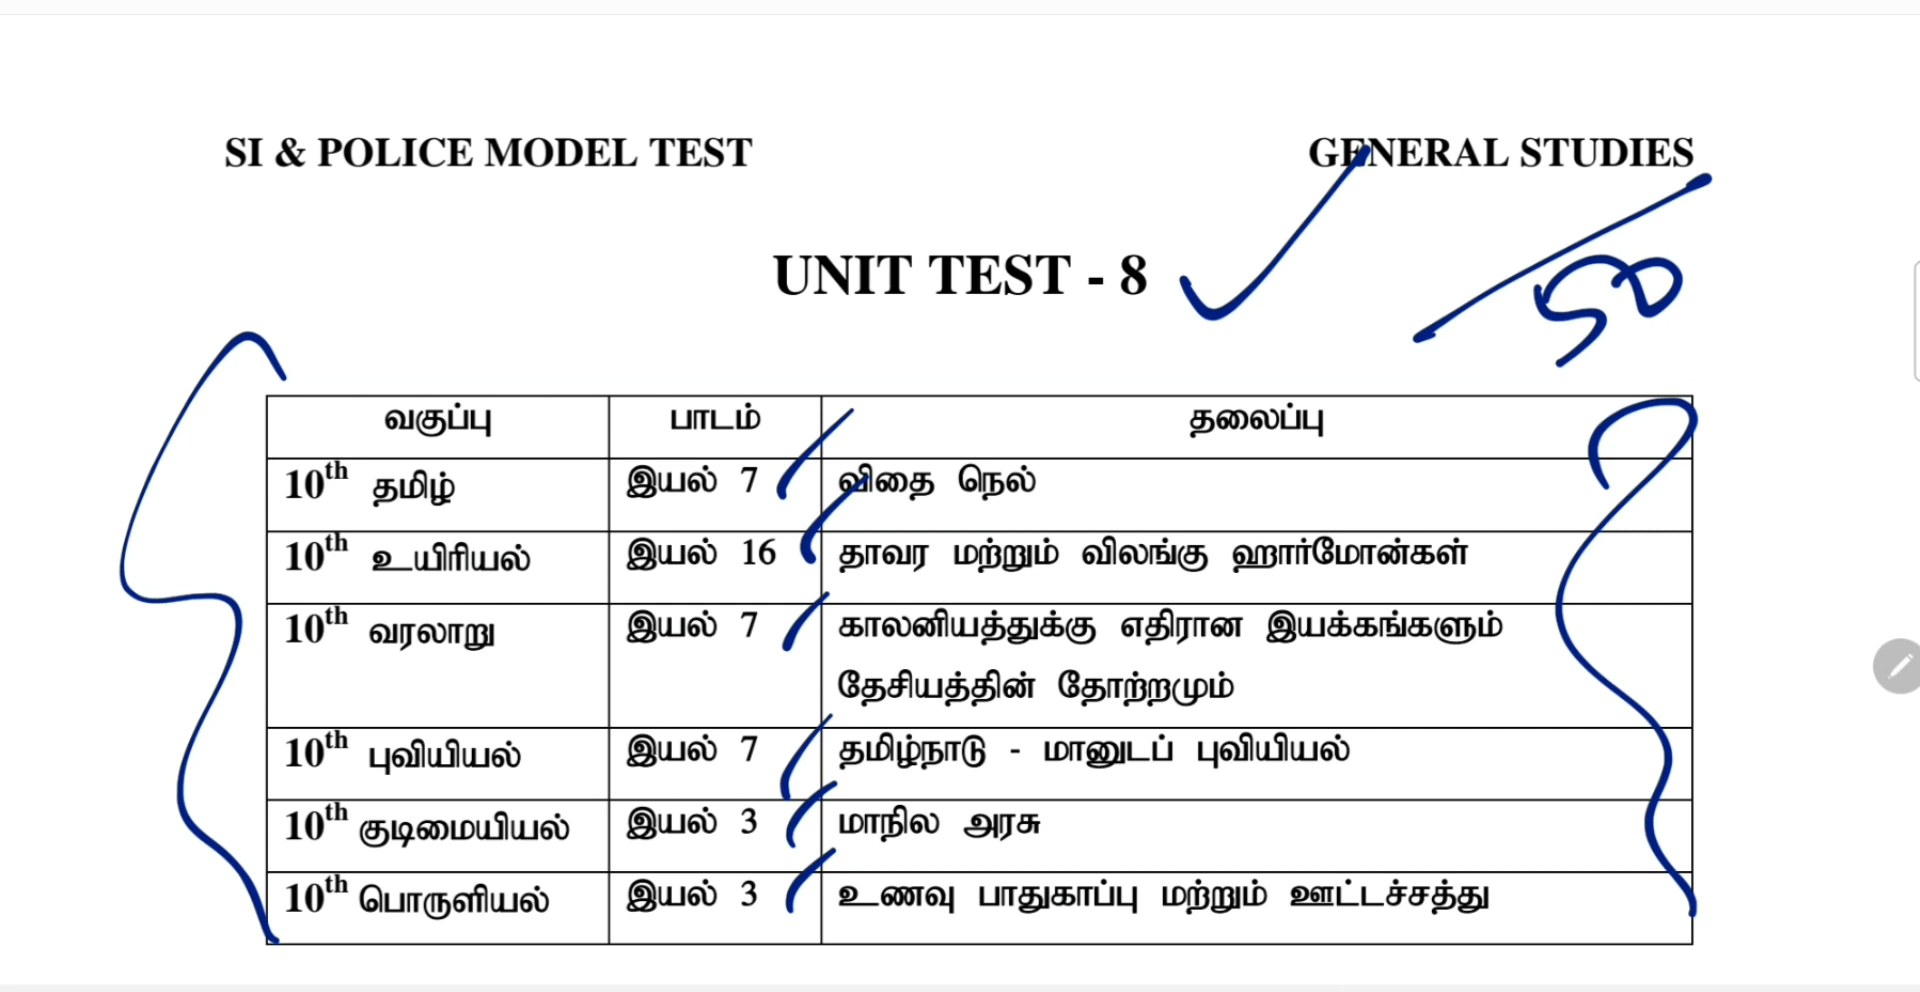 SI & POLICE MODEL TEST GENERAL STUDIES
UNIT TEST - 8
50
வகுப்பு பாடம் தலைப்பு
10th தமிழ் இயல் 7 விதை நெல்
10th உயிரியல் இயல் 16 தாவர மற்றும் விலங்கு ஹார்மோன்கள்
10th வரலாறு இயல் 7 காலனியத்துக்கு எதிரான இயக்கங்களும்
தேசியத்தின் தோற்றமும்
10th புவியியல் இயல் 7 தமிழ்நாடு - மானுடப் புவியியல்
10th குடிமையியல் இயல் 3 மாநில அரசு
10th பொருளியல் இயல் 3 உணவு பாதுகாப்பு மற்றும் ஊட்டச்சத்து